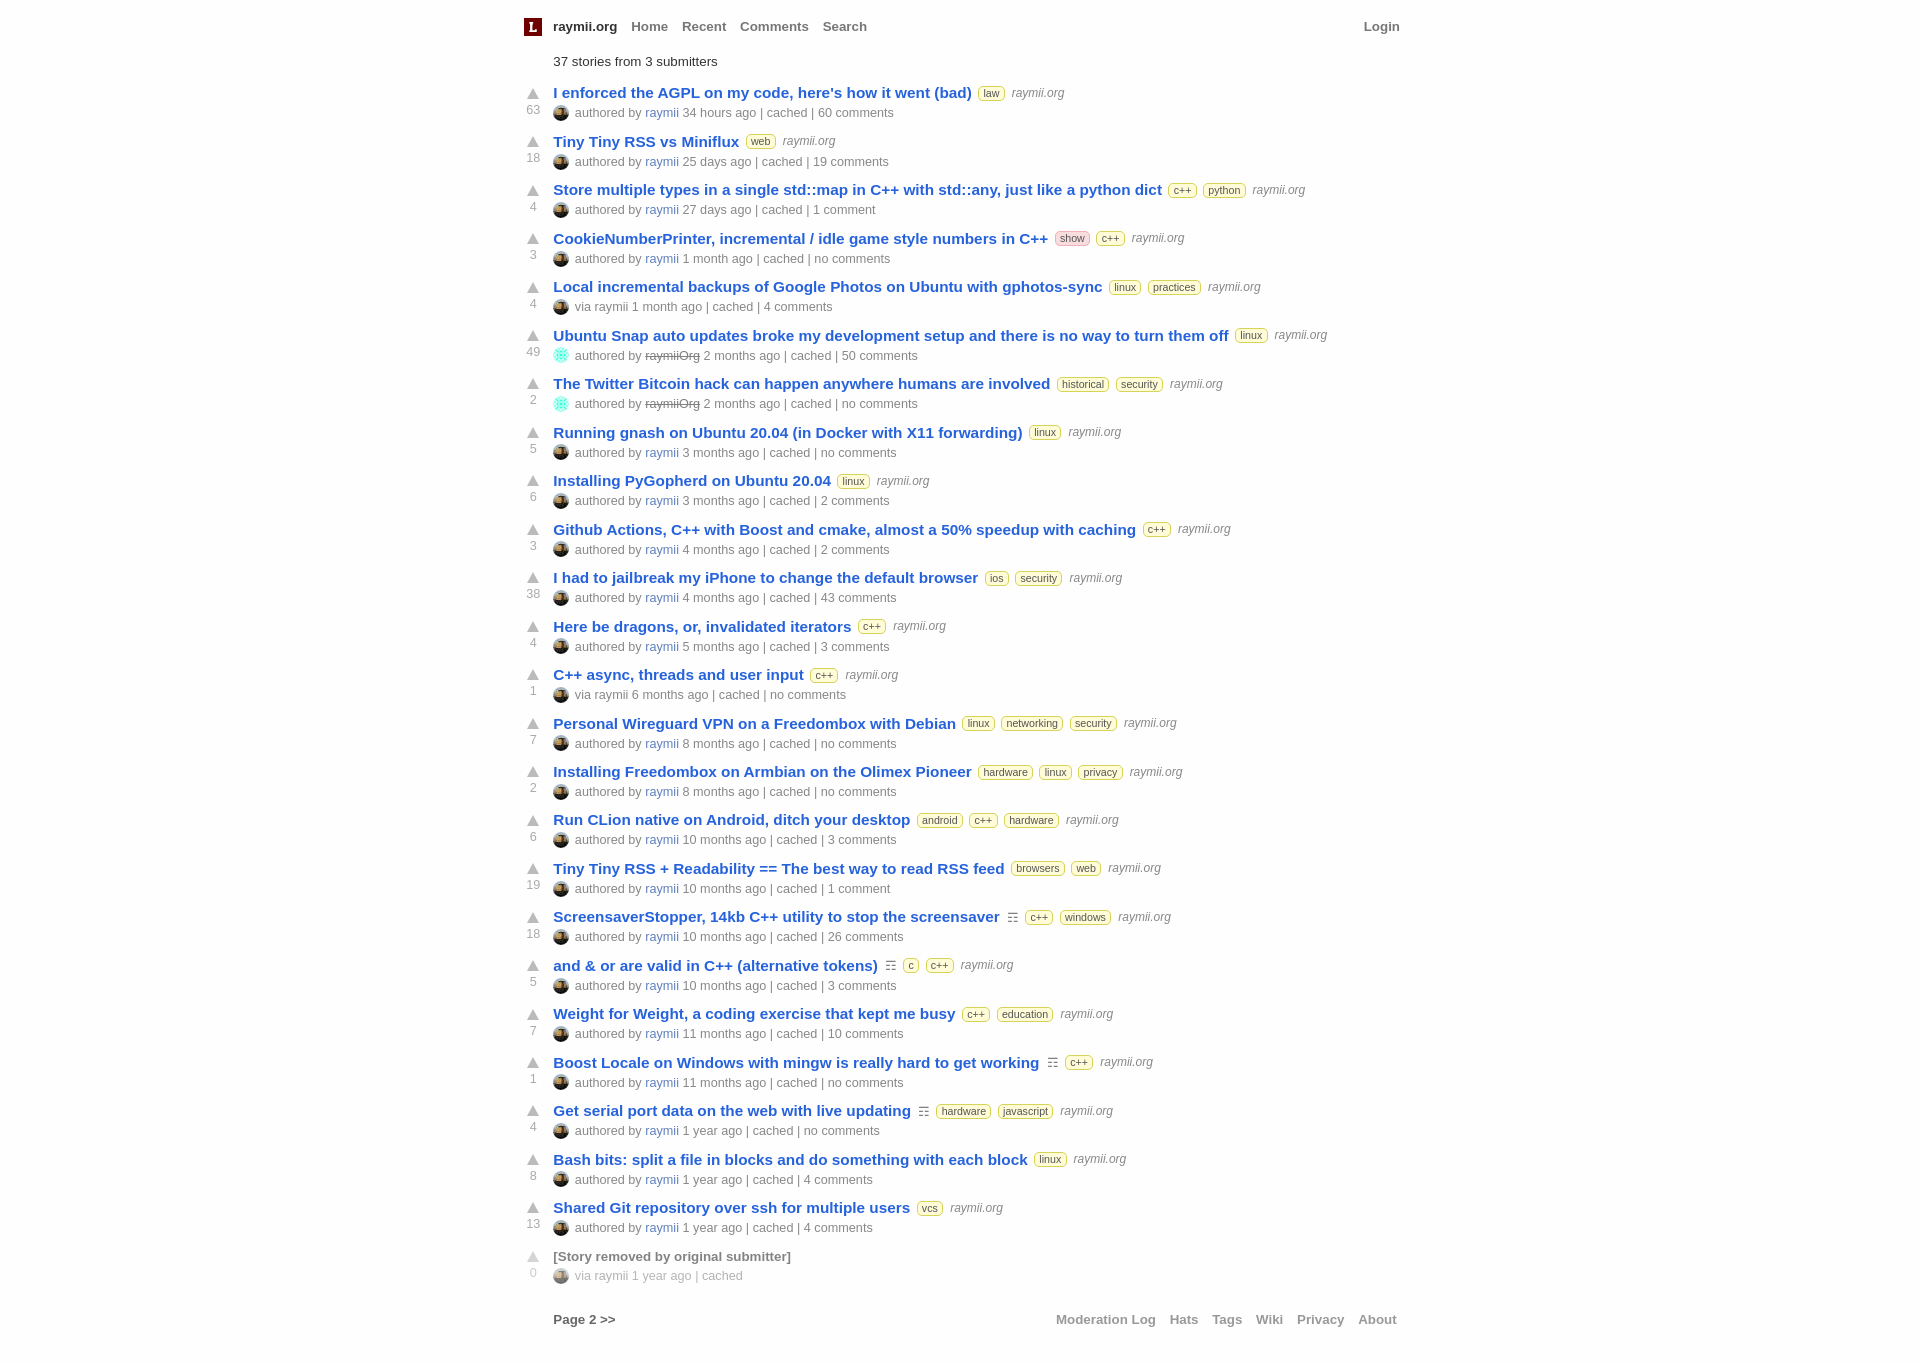 L raymii.org Home Recent Comments Search Login
37 stories from 3 submitters
I enforced the AGPL on my code, here's how it went (bad) law raymii.org
63 authored by raymii 34 hours ago | cached | 60 comments
Tiny Tiny RSS vs Miniflux web raymii.org
18 authored by raymii 25 days ago | cached | 19 comments
Store multiple types in a single std::map in C++ with std::any, just like a python dict c++ python raymii.org
4 authored by raymii 27 days ago | cached | 1 comment
CookieNumberPrinter, incremental / idle game style numbers in C++ show c++ raymii.org
3 authored by raymii 1 month ago | cached | no comments
Local incremental backups of Google Photos on Ubuntu with gphotos-sync linux practices raymii.org
4 via raymii 1 month ago | cached | 4 comments
Ubuntu Snap auto updates broke my development setup and there is no way to turn them off linux raymii.org
49 authored by raymiiOrg 2 months ago | cached | 50 comments
The Twitter Bitcoin hack can happen anywhere humans are involved historical security raymii.org
2 authored by raymiiOrg 2 months ago | cached | no comments
Running gnash on Ubuntu 20.04 (in Docker with X11 forwarding) linux raymii.org
5 authored by raymii 3 months ago | cached | no comments
Installing PyGopherd on Ubuntu 20.04 linux raymii.org
6 authored by raymii 3 months ago | cached | 2 comments
Github Actions, C++ with Boost and cmake, almost a 50% speedup with caching c++ raymii.org
3 authored by raymii 4 months ago | cached | 2 comments
I had to jailbreak my iPhone to change the default browser ios security raymii.org
38 authored by raymii 4 months ago | cached | 43 comments
Here be dragons, or, invalidated iterators c++ raymii.org
4 authored by raymii 5 months ago | cached | 3 comments
C++ async, threads and user input c++ raymii.org
1 via raymii 6 months ago | cached | no comments
Personal Wireguard VPN on a Freedombox with Debian linux networking security raymii.org
7 authored by raymii 8 months ago | cached | no comments
Installing Freedombox on Armbian on the Olimex Pioneer hardware linux privacy raymii.org
2 authored by raymii 8 months ago | cached | no comments
Run CLion native on Android, ditch your desktop android c++ hardware raymii.org
6 authored by raymii 10 months ago | cached | 3 comments
Tiny Tiny RSS + Readability == The best way to read RSS feed browsers web raymii.org
19 authored by raymii 10 months ago | cached | 1 comment
ScreensaverStopper, 14kb C++ utility to stop the screensaver ☶ c++ windows raymii.org
18 authored by raymii 10 months ago | cached | 26 comments
and & or are valid in C++ (alternative tokens) ☶ c c++ raymii.org
5 authored by raymii 10 months ago | cached | 3 comments
Weight for Weight, a coding exercise that kept me busy c++ education raymii.org
7 authored by raymii 11 months ago | cached | 10 comments
Boost Locale on Windows with mingw is really hard to get working ☶ c++ raymii.org
1 authored by raymii 11 months ago | cached | no comments
Get serial port data on the web with live updating ☶ hardware javascript raymii.org
4 authored by raymii 1 year ago | cached | no comments
Bash bits: split a file in blocks and do something with each block linux raymii.org
8 authored by raymii 1 year ago | cached | 4 comments
Shared Git repository over ssh for multiple users vcs raymii.org
13 authored by raymii 1 year ago | cached | 4 comments
[Story removed by original submitter]
0 via raymii 1 year ago | cached
Page 2 >> Moderation Log Hats Tags Wiki Privacy About